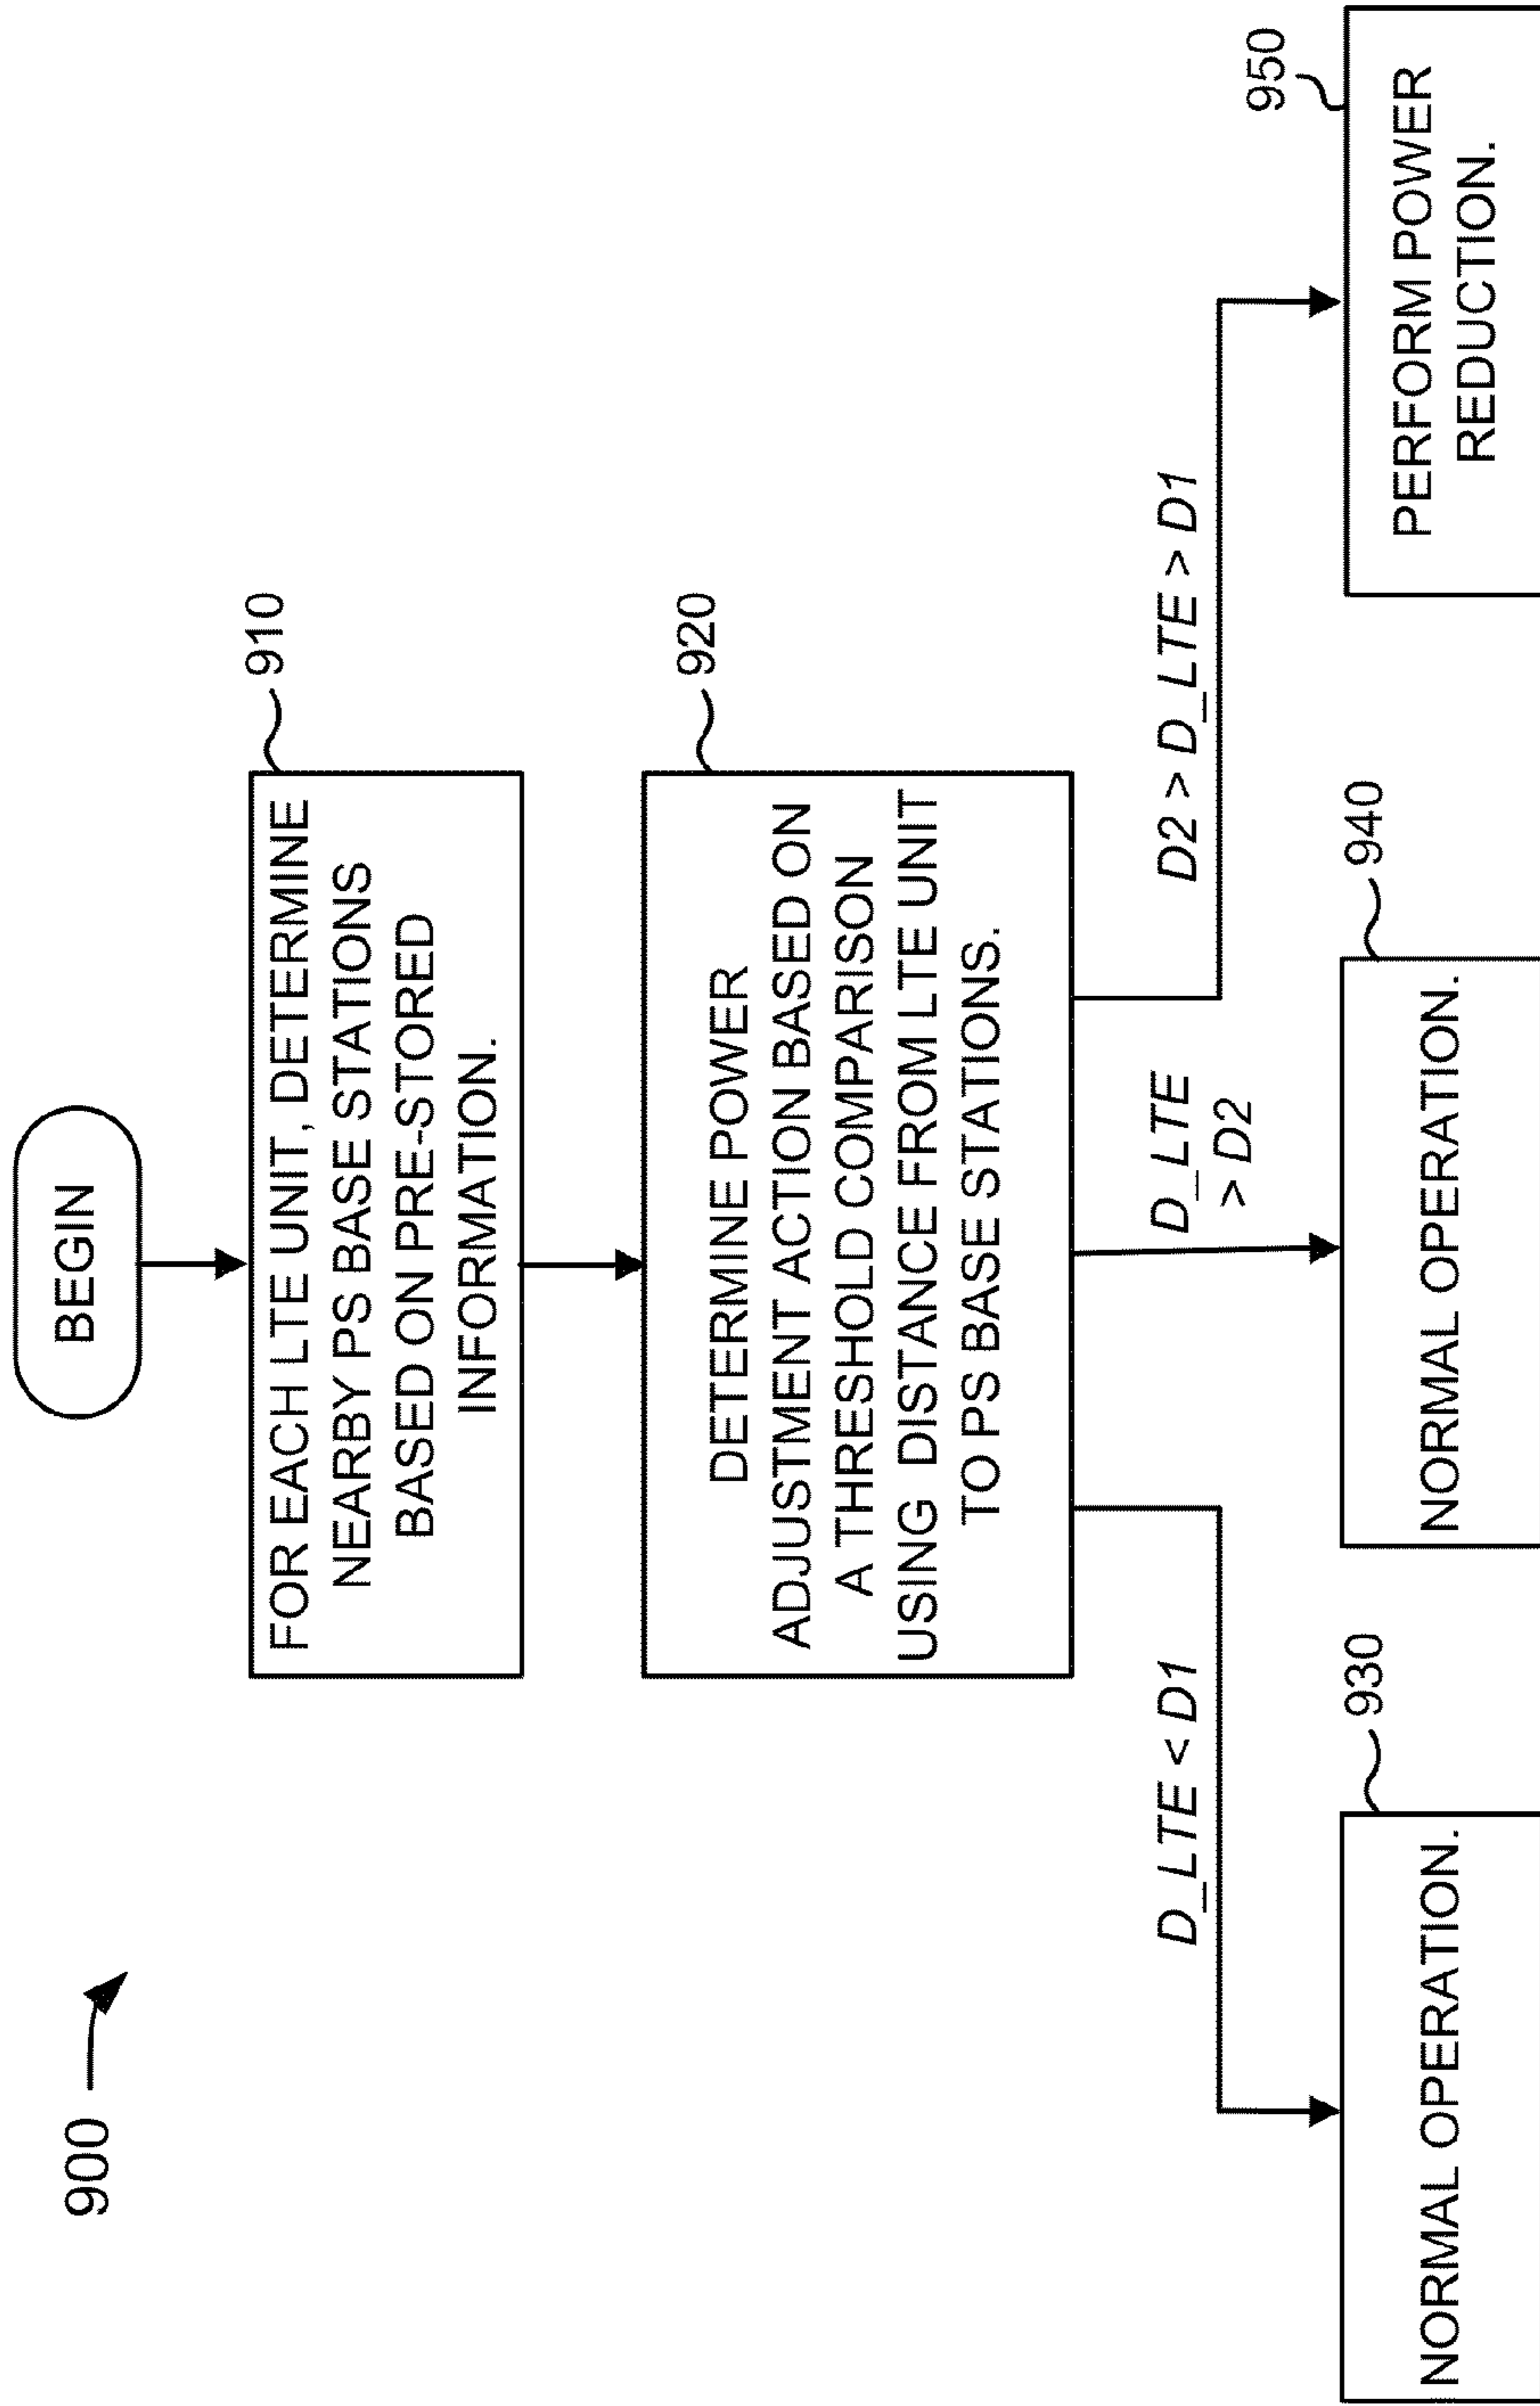 900
BEGIN
910
FOR EACH LTE UNIT, DETERMINE
NEARBY PS BASE STATIONS
BASED ON PRE-STORED
INFORMATION.
920
DETERMINE POWER
ADJUSTMENT ACTION BASED ON
A THRESHOLD COMPARISON
USING DISTANCE FROM LTE UNIT
TO PS BASE STATIONS.
D_LTE < D1
D_LTE
> D2
D2 > D_LTE > D1
930
NORMAL OPERATION.
940
NORMAL OPERATION.
950
PERFORM POWER
REDUCTION.